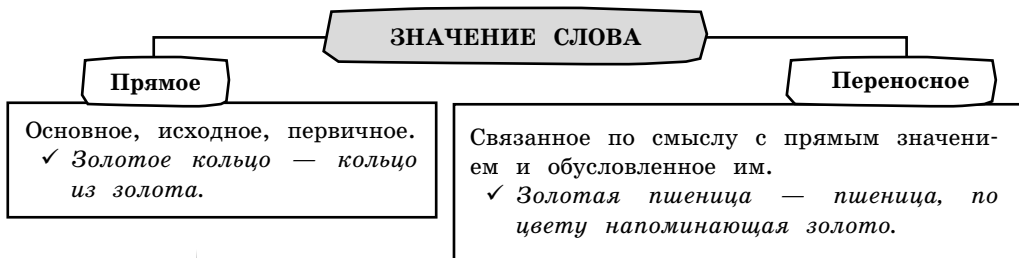 ЗНАЧЕНИЕ СЛОВА
Прямое
Основное, исходное, первичное.
✓ Золотое кольцо — кольцо
из золота.
Переносное
Связанное по смыслу с прямым значени-
ем и обусловленное им.
✓ Золотая пшеница — пшеница, по
цвету напоминающая золото.